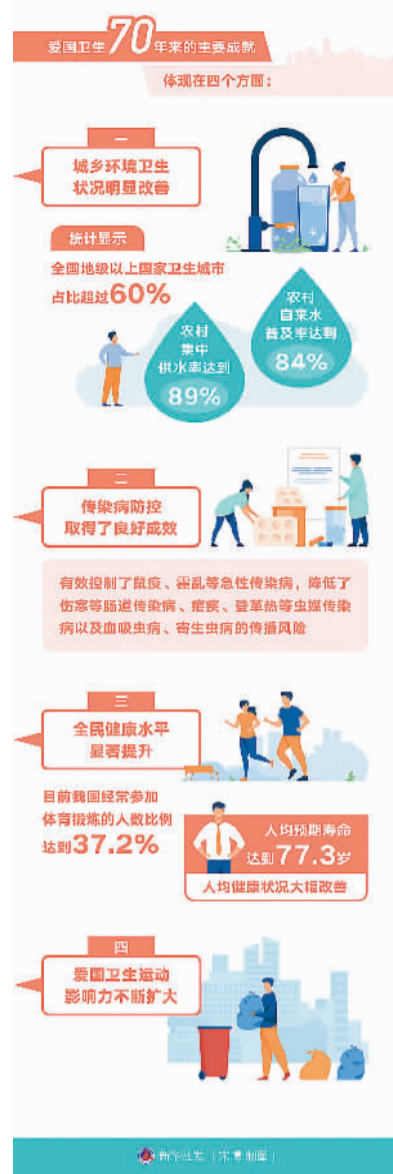 爱国卫生70年来的主要成就
体现在四个方面：
一
城乡环境卫生
状况明显改善
统计显示
全国地级以上国家卫生城市
占比超过60%
农村
集中
供水率达到
89%
农村
自来水
普及率达到
84%
二
传染病防控
取得了良好成效
有效控制了鼠疫、霍乱等急性传染病，降低了
伤寒等肠道传染病、疟疾、登革热等虫媒传染
病以及血吸虫病、寄生虫病的传播风险
三
全民健康水平
显著提升
目前我国经常参加
体育锻炼的人数比例
达到37.2%
人均预期寿命
达到77.3岁
人均健康状况大幅改善
四
爱国卫生运动
影响力不断扩大
新华社发
制图